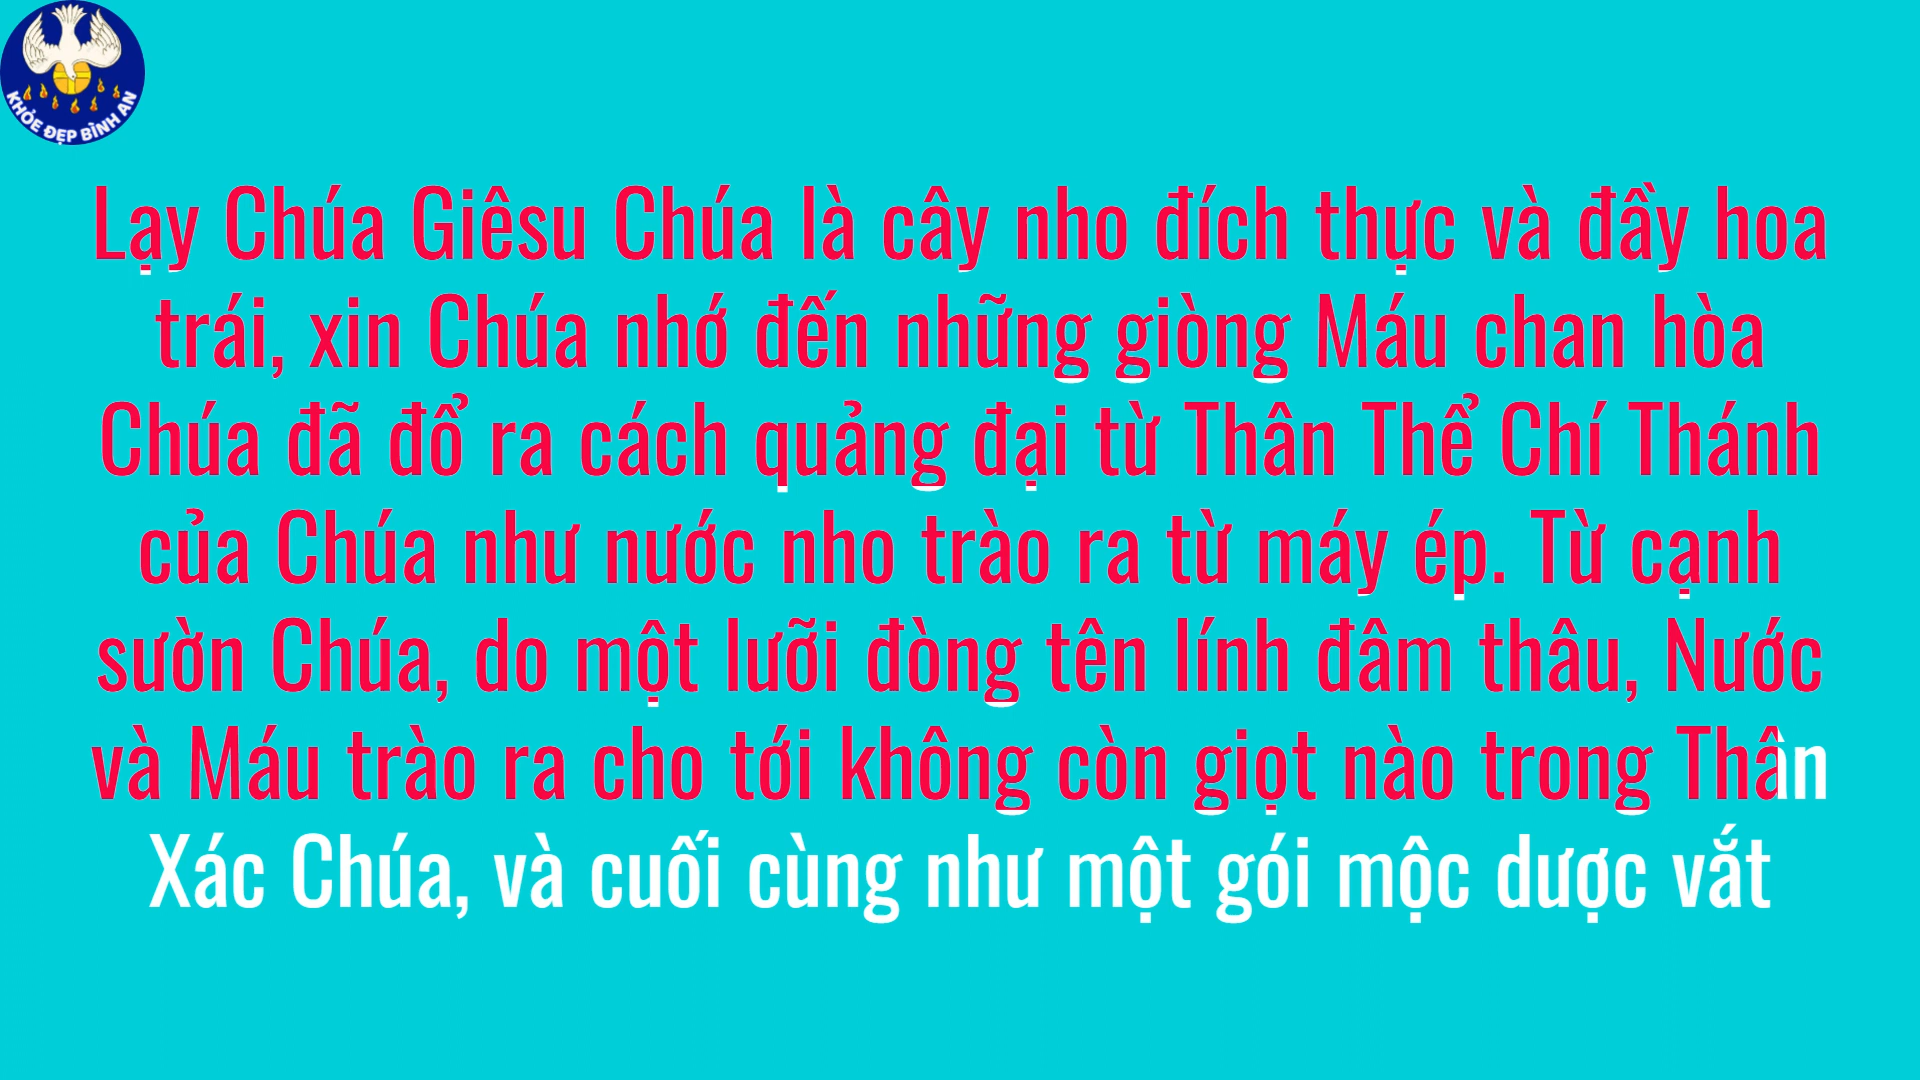 KHỎE ĐẸP BÌNH AN
Lạy Chúa Giêsu Chúa là cây nho đích thực và đầy hoa
trái, xin Chúa nhớ đến những giòng Máu chan hòa
Chúa đã đổ ra cách quảng đại từ Thân Thể Chí Thánh
của Chúa như nước nho trào ra từ máy ép. Từ cạnh
sườn Chúa, do một lưỡi đòng tên lính đâm thâu, Nước
và Máu trào ra cho tới không còn giọt nào trong Thân
Xác Chúa, và cuối cùng như một gói mộc dược vắt